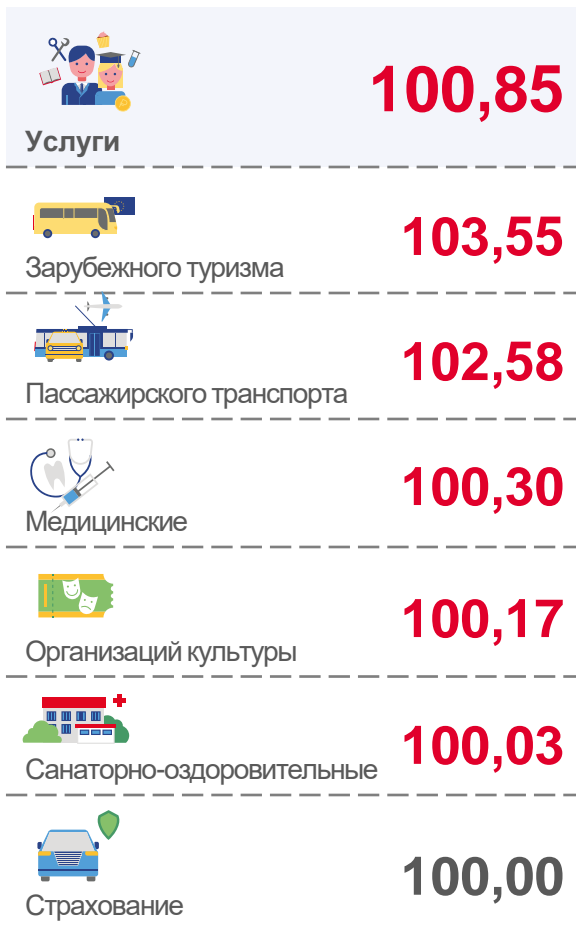 100,85
Услуги
103,55
Зарубежного туризма
102,58
Пассажирского транспорта
100,30
Медицинские
100,17
Организаций культуры
100,03
Санаторно-оздоровительные
100,00
Страхование